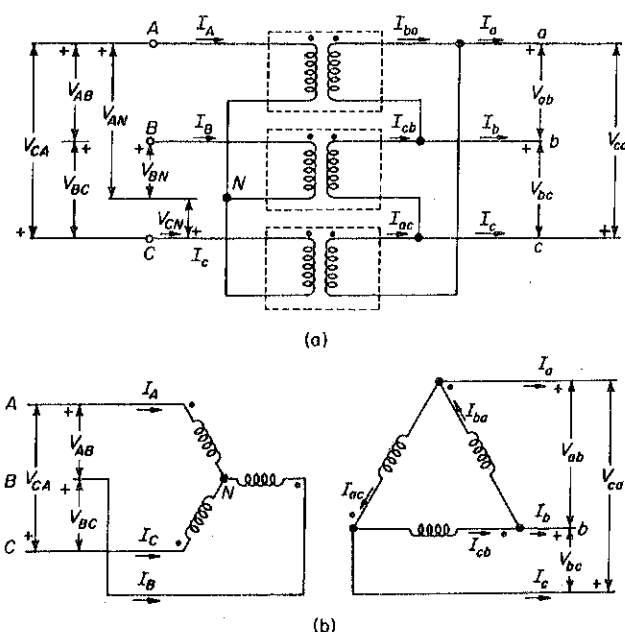 A I_A I_ba I_a a
+ + + +
V_AB V_AN V_ab
V_CA B I_B I_cb I_b b V_ca
+ + +
V_BC V_BN N V_bc
V_CN I_ac I_c
+ C I_c + c +
(a)
A I_A I_a
+ +
V_AB I_ba V_ab
V_CA B N V_ca
+ I_ac I_b b
V_BC I_cb + V_bc
C + I_C I_c +
I_B
(b)